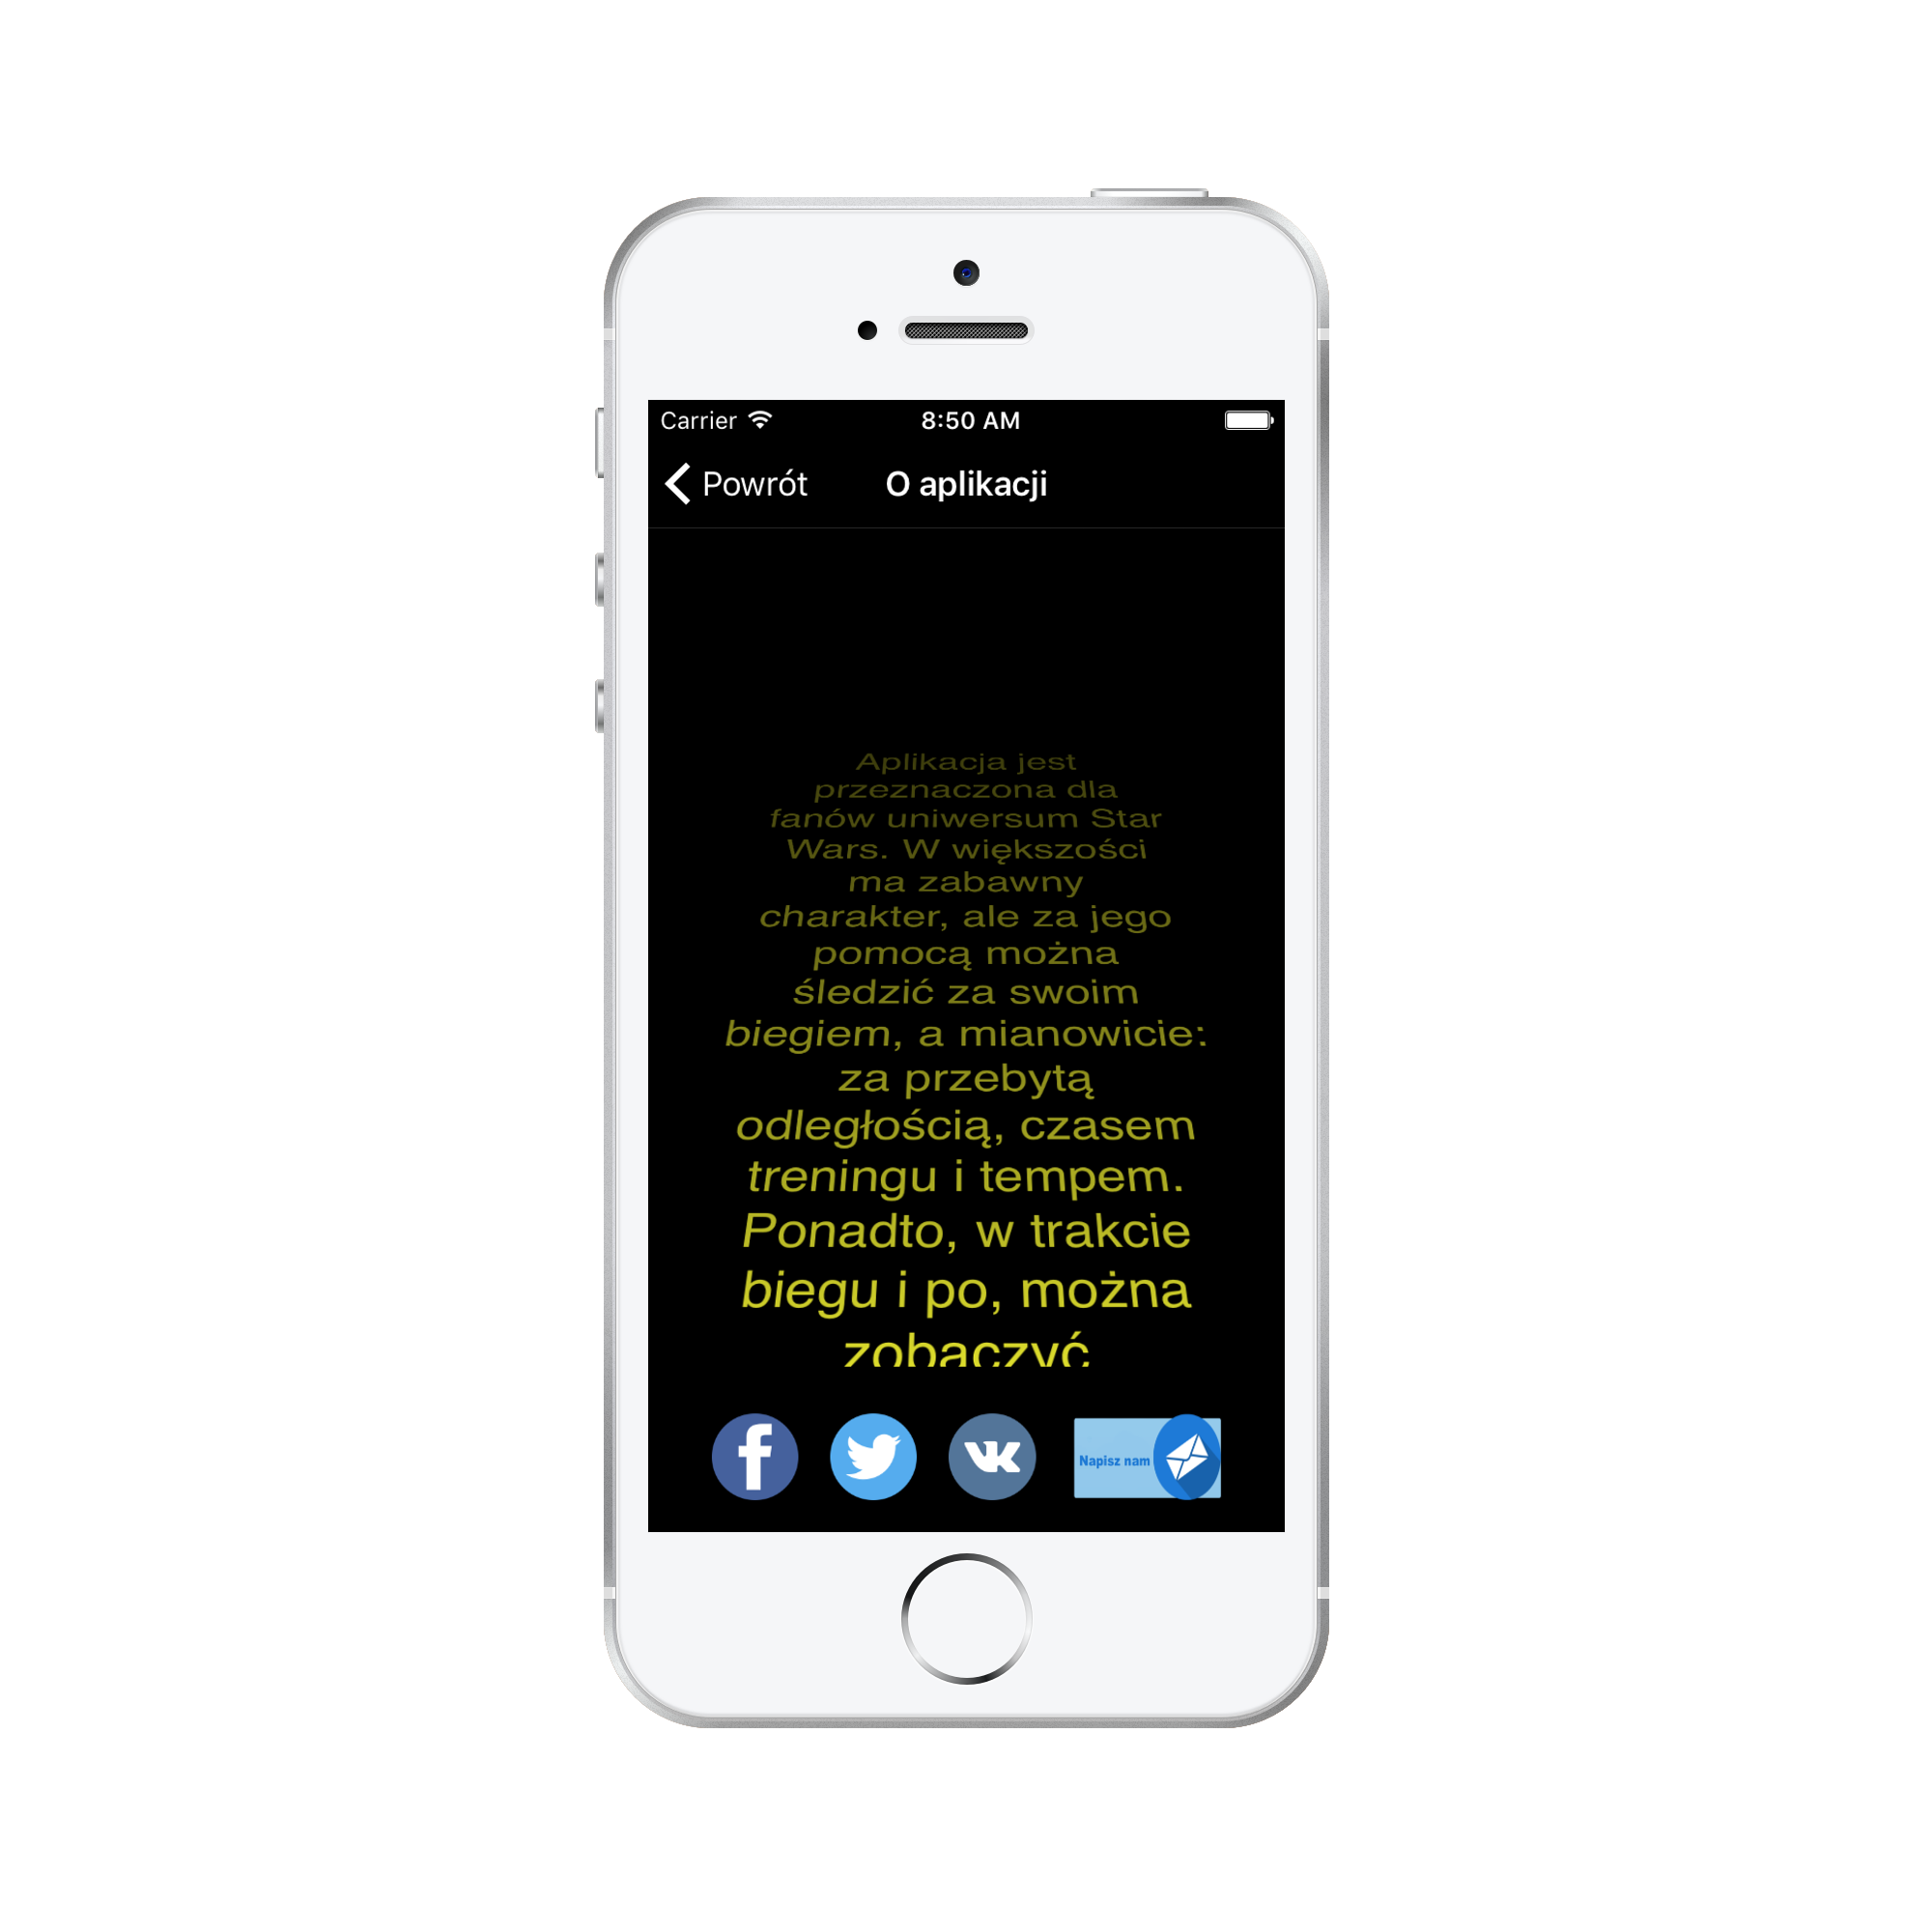 Carrier 8:50 AM
Powrót O aplikacji
Aplikacja jest
przeznaczona dla
fanów uniwersum Star
Wars. W większości
ma zabawny
charakter, ale za jego
pomocą można
śledzić za swoim
biegiem, a mianowicie:
za przebytą
odległością, czasem
treningu i tempem.
Ponadto, w trakcie
biegu i po, można
zobaczyć
Napisz nam